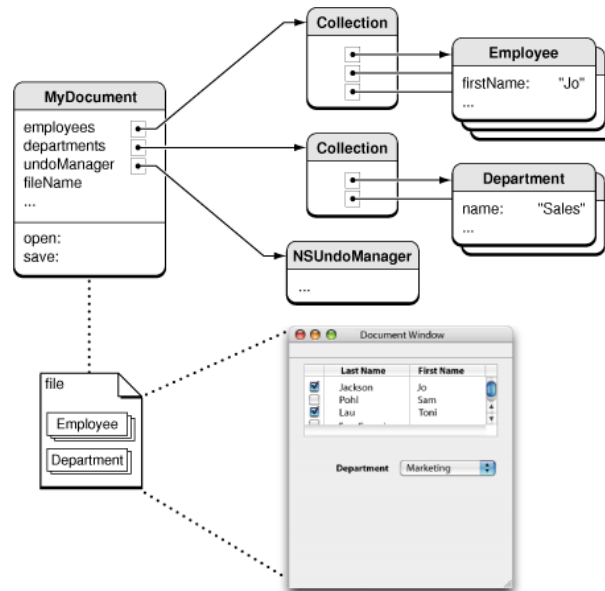 Collection
Employee
firstName: "Jo"
...
MyDocument
employees
departments
undoManager
fileName
...
open:
save:
Collection
Department
name: "Sales"
...
NSUndoManager
...
file
Employee
Department
Document Window
Last Name First Name
Jackson Jo
Pohl Sam
Lau Toni
Department Marketing